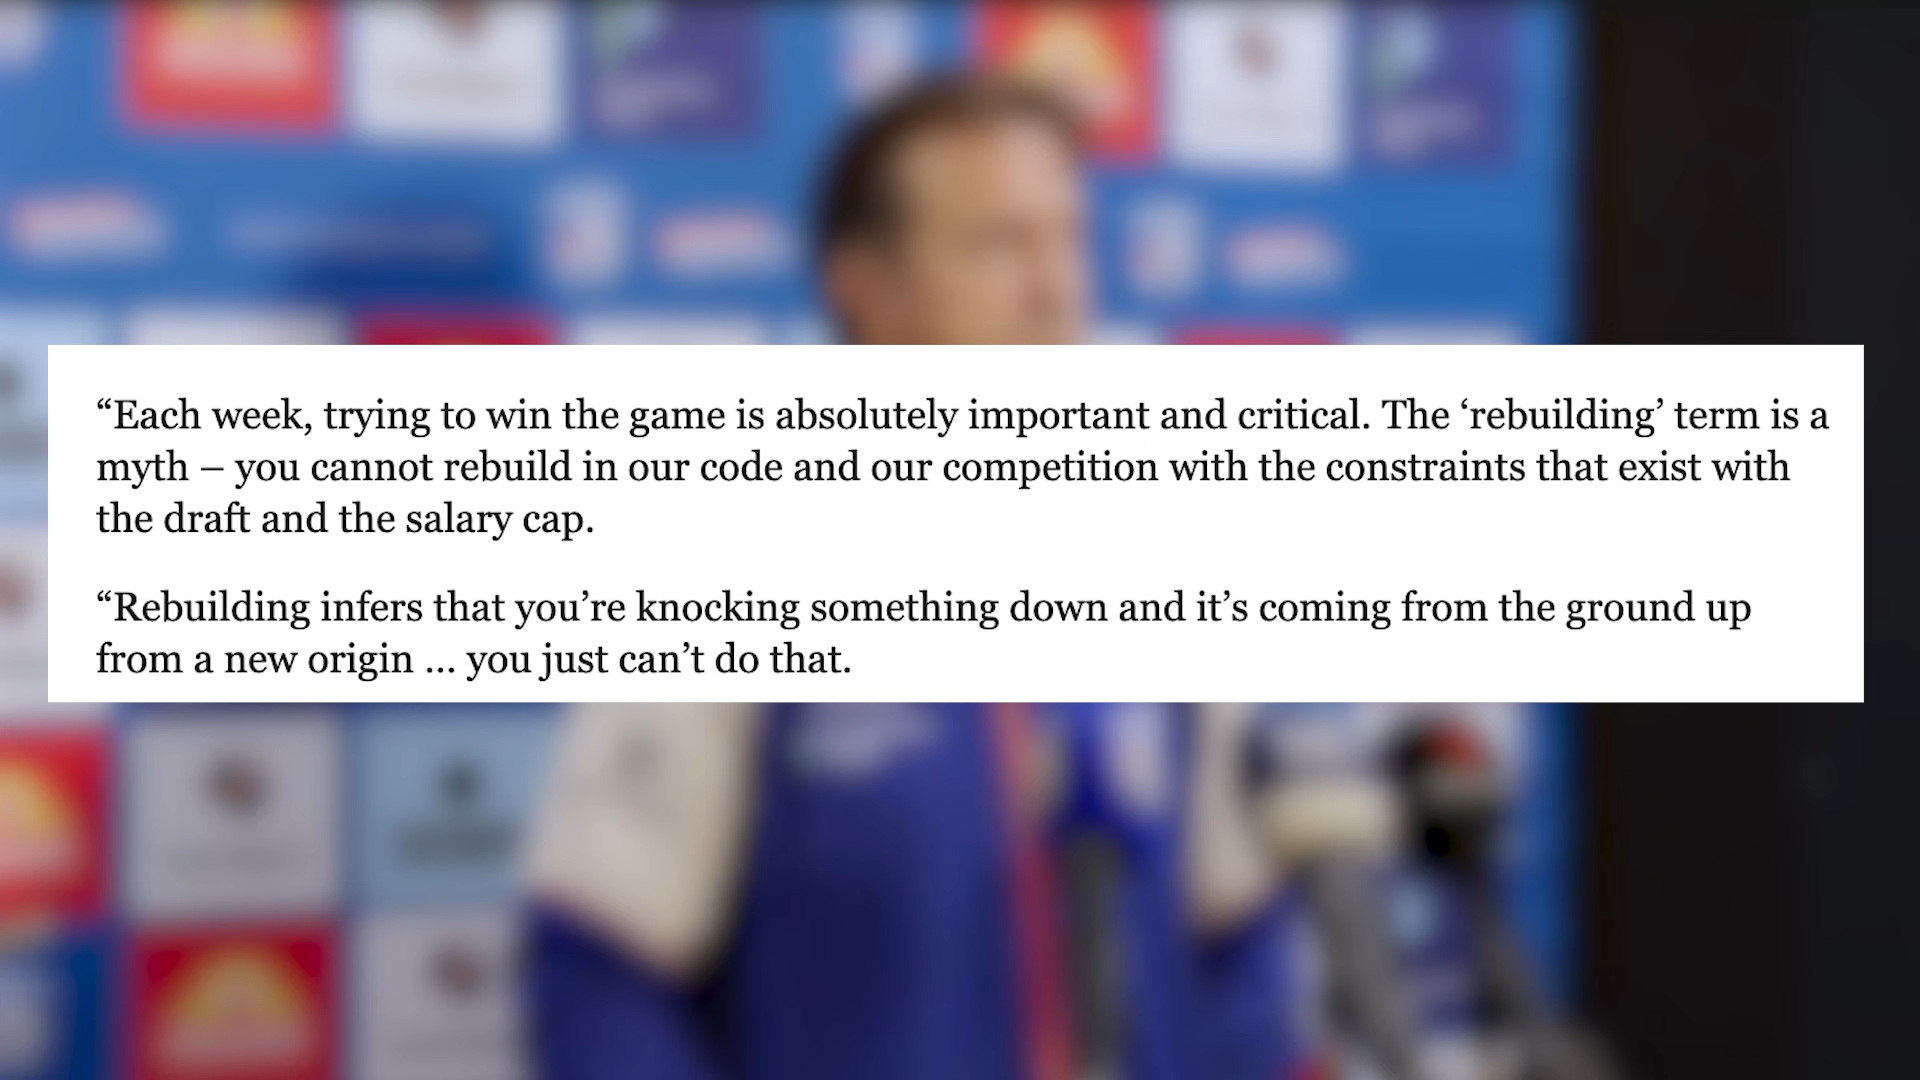 “Each week, trying to win the game is absolutely important and critical. The ‘rebuilding’ term is a
myth – you cannot rebuild in our code and our competition with the constraints that exist with
the draft and the salary cap.
“Rebuilding infers that you’re knocking something down and it’s coming from the ground up
from a new origin ... you just can’t do that.